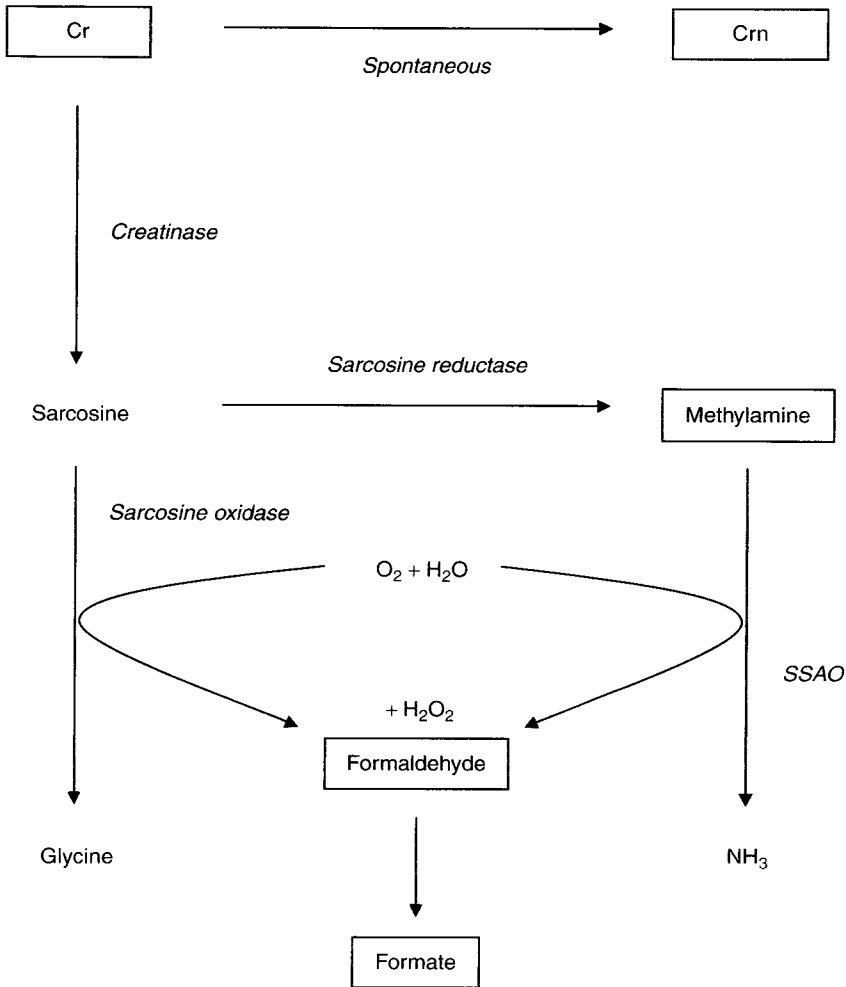 Cr
Crn
Spontaneous
Creatinase
Sarcosine reductase
Sarcosine
Methylamine
Sarcosine oxidase
O₂ + H₂O
SSAO
+ H₂O₂
Formaldehyde
Glycine
NH₃
Formate